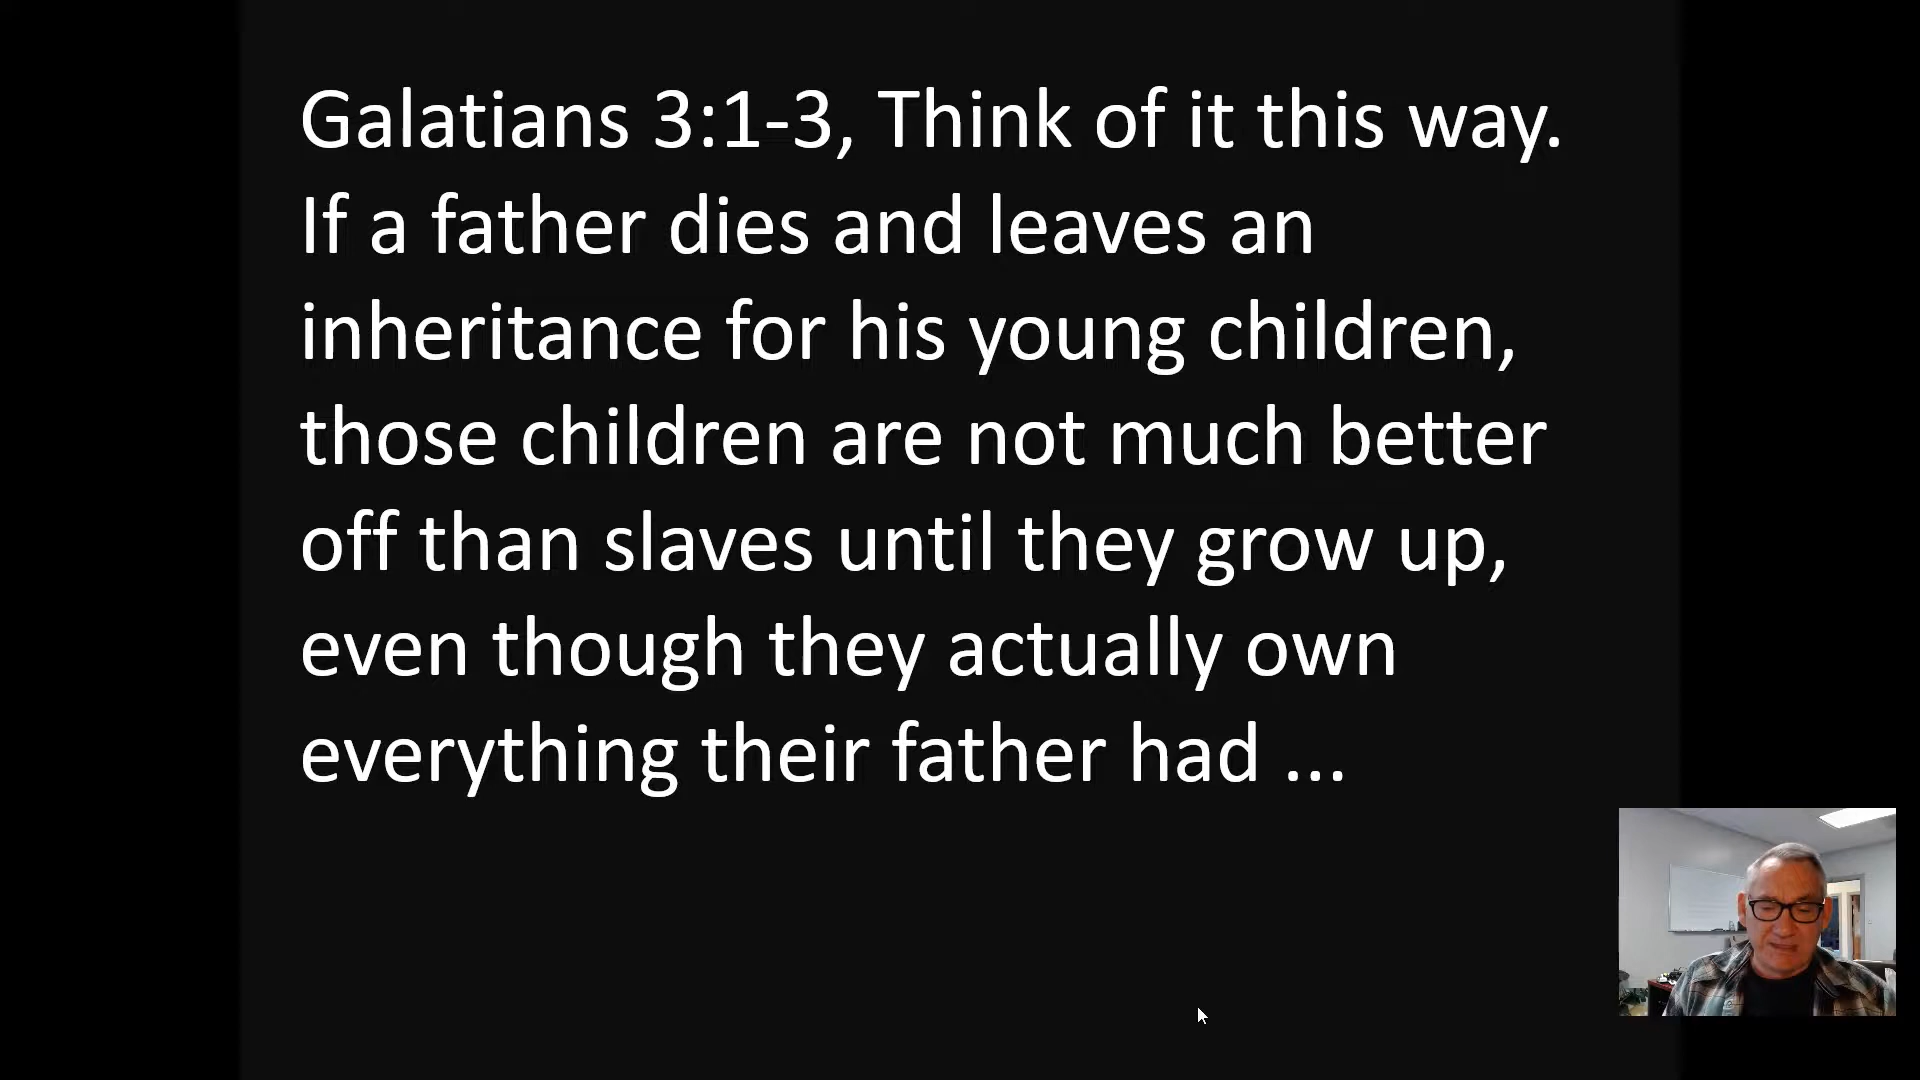 Galatians 3:1-3, Think of it this way.
If a father dies and leaves an
inheritance for his young children,
those children are not much better
off than slaves until they grow up,
even though they actually own
everything their father had ...